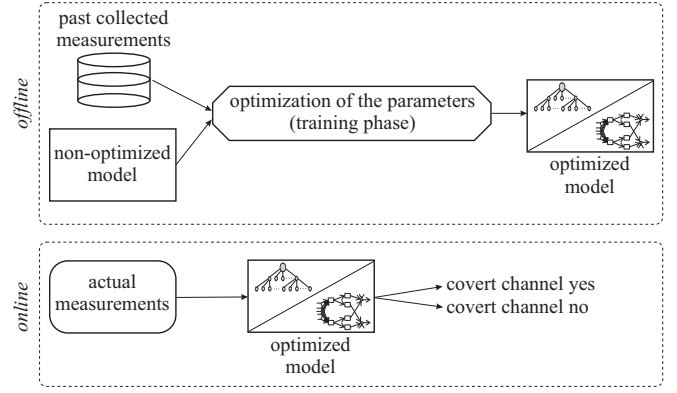 past collected
measurements
offline
optimization of the parameters
(training phase)
non-optimized
model
optimized
model
online
actual
measurements
covert channel yes
covert channel no
optimized
model